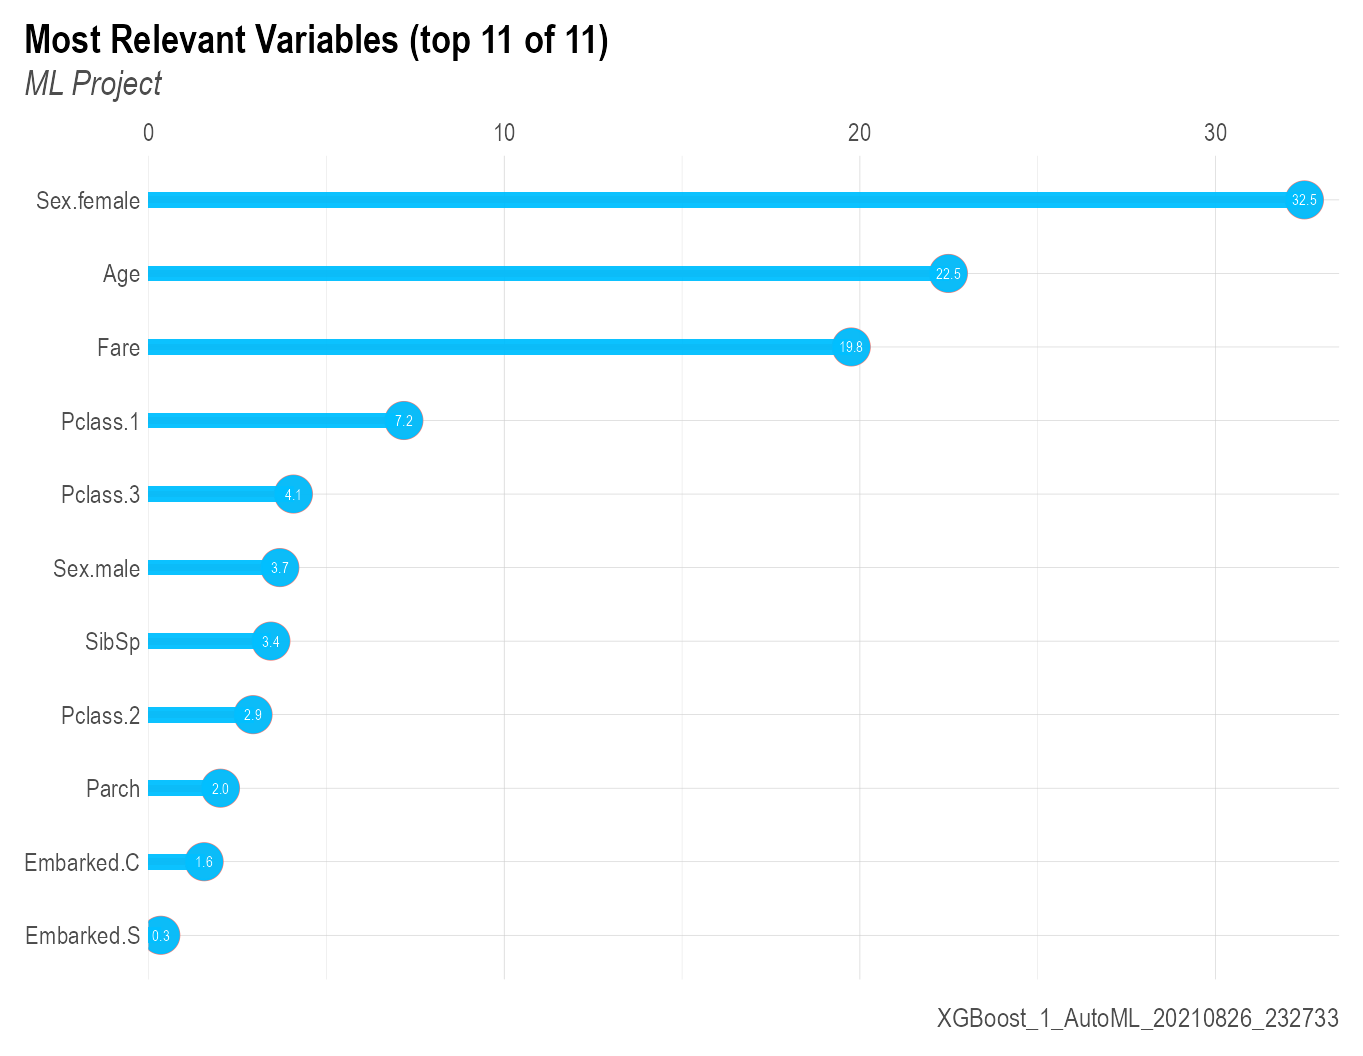 Most Relevant Variables (top 11 of 11)
ML Project
0 10 20 30
Sex.female 32.5
Age 22.5
Fare 19.8
Pclass.1 7.2
Pclass.3 4.1
Sex.male 3.7
SibSp 3.4
Pclass.2 2.9
Parch 2.0
Embarked.C 1.6
Embarked.S 0.3
XGBoost_1_AutoML_20210826_232733